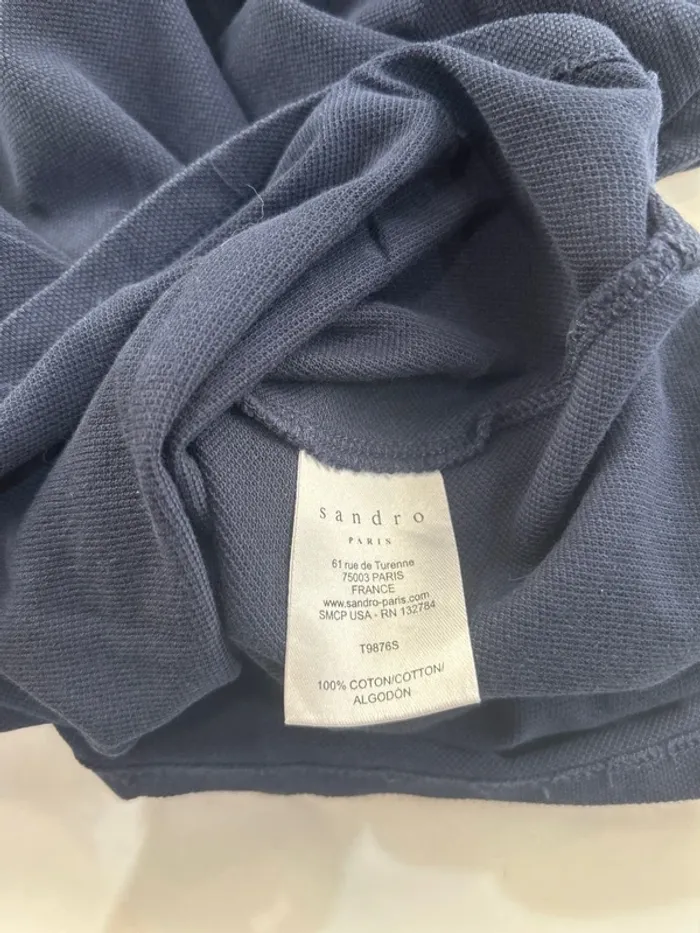 sandro
PARIS
61 rue de Turenne
75003 PARIS
FRANCE
www.sandro-paris.com
SMCP USA - RN 132784
T9876S
100% COTON/COTTON/
ALGODÓN